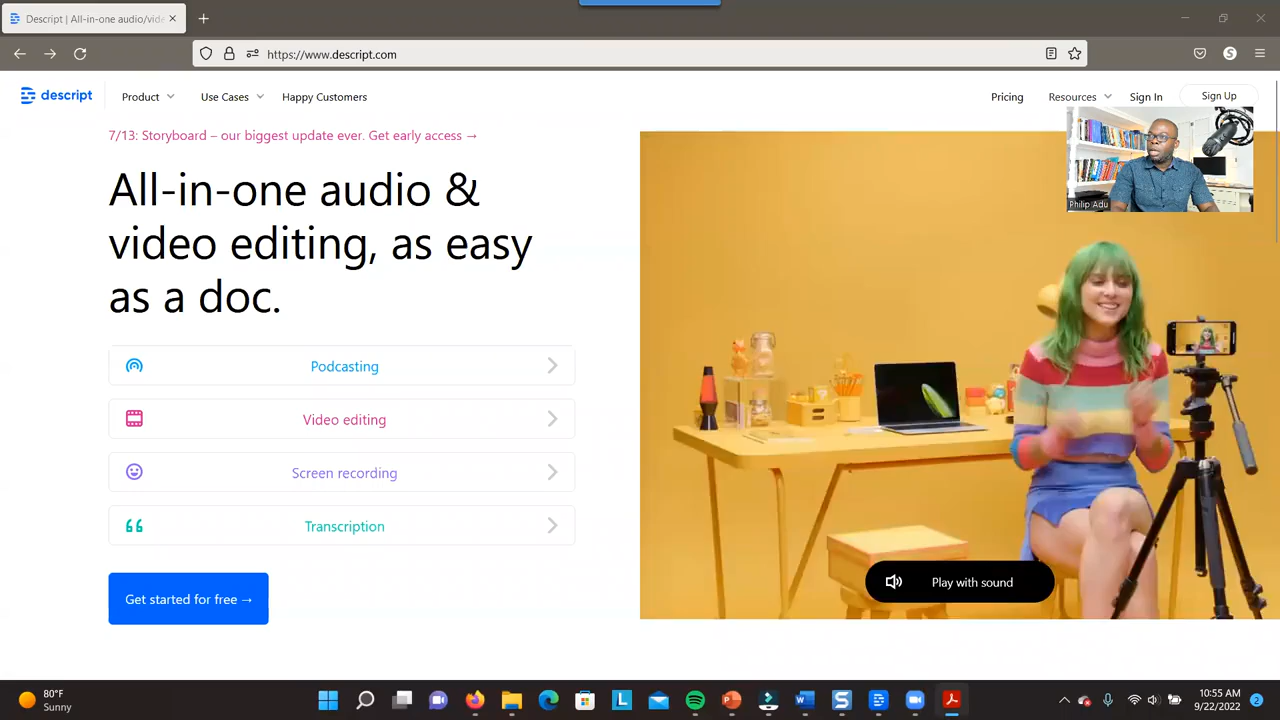 Descript | All-in-one audio/vide
https://www.descript.com
descript
Product
Use Cases
Happy Customers
Pricing
Resources
Sign In
Sign Up
7/13: Storyboard – our biggest update ever. Get early access →
All-in-one audio &
video editing, as easy
as a doc.
Podcasting
Video editing
Screen recording
Transcription
Get started for free →
Philip Adu
Play with sound
80°F
Sunny
10:55 AM
9/22/2022
2